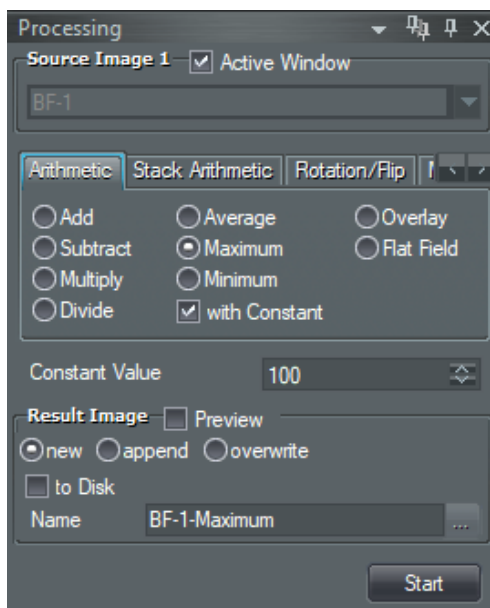 Processing
Source Image 1 Active Window
BF-1
Arithmetic Stack Arithmetic Rotation/Flip
Add Average Overlay
Subtract Maximum Flat Field
Multiply Minimum
Divide with Constant
Constant Value 100
Result Image Preview
new append overwrite
to Disk
Name BF-1-Maximum ...
Start